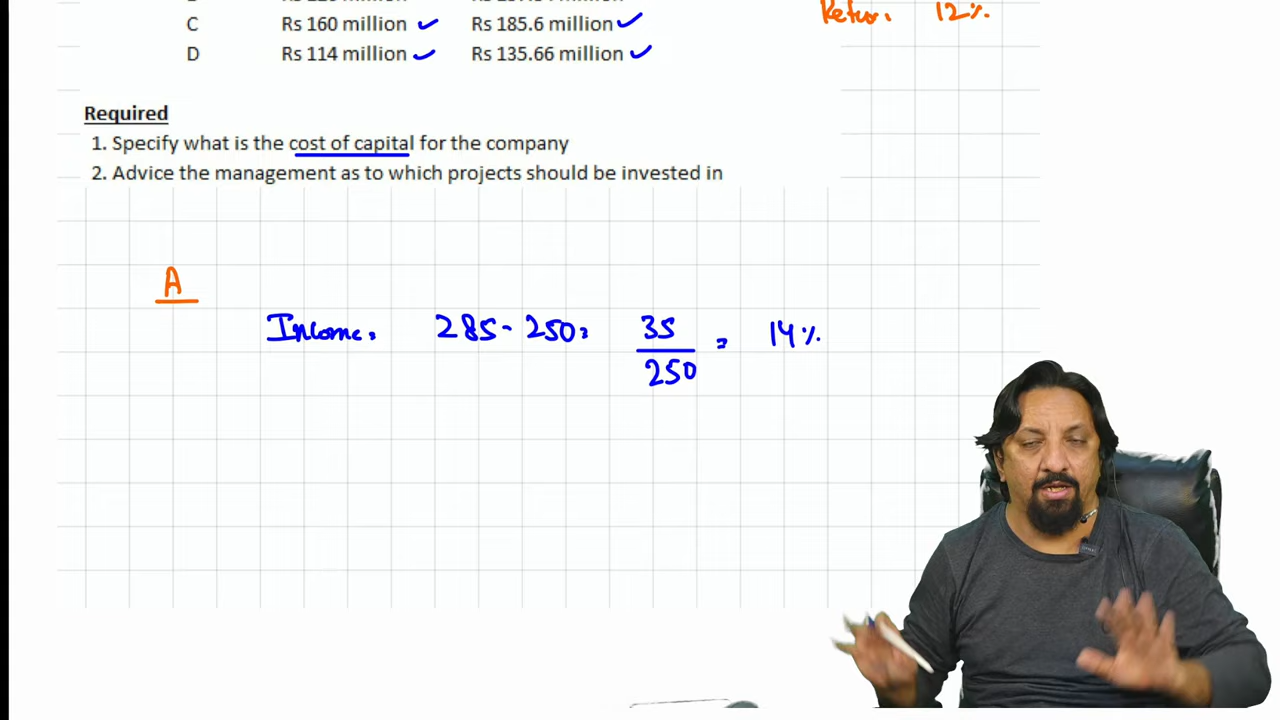 C Rs 160 million Rs 185.6 million
D Rs 114 million Rs 135.66 million
12%
Required
1. Specify what is the cost of capital for the company
2. Advice the management as to which projects should be invested in
A
Income = 285 - 250 = 35 / 250 = 14%